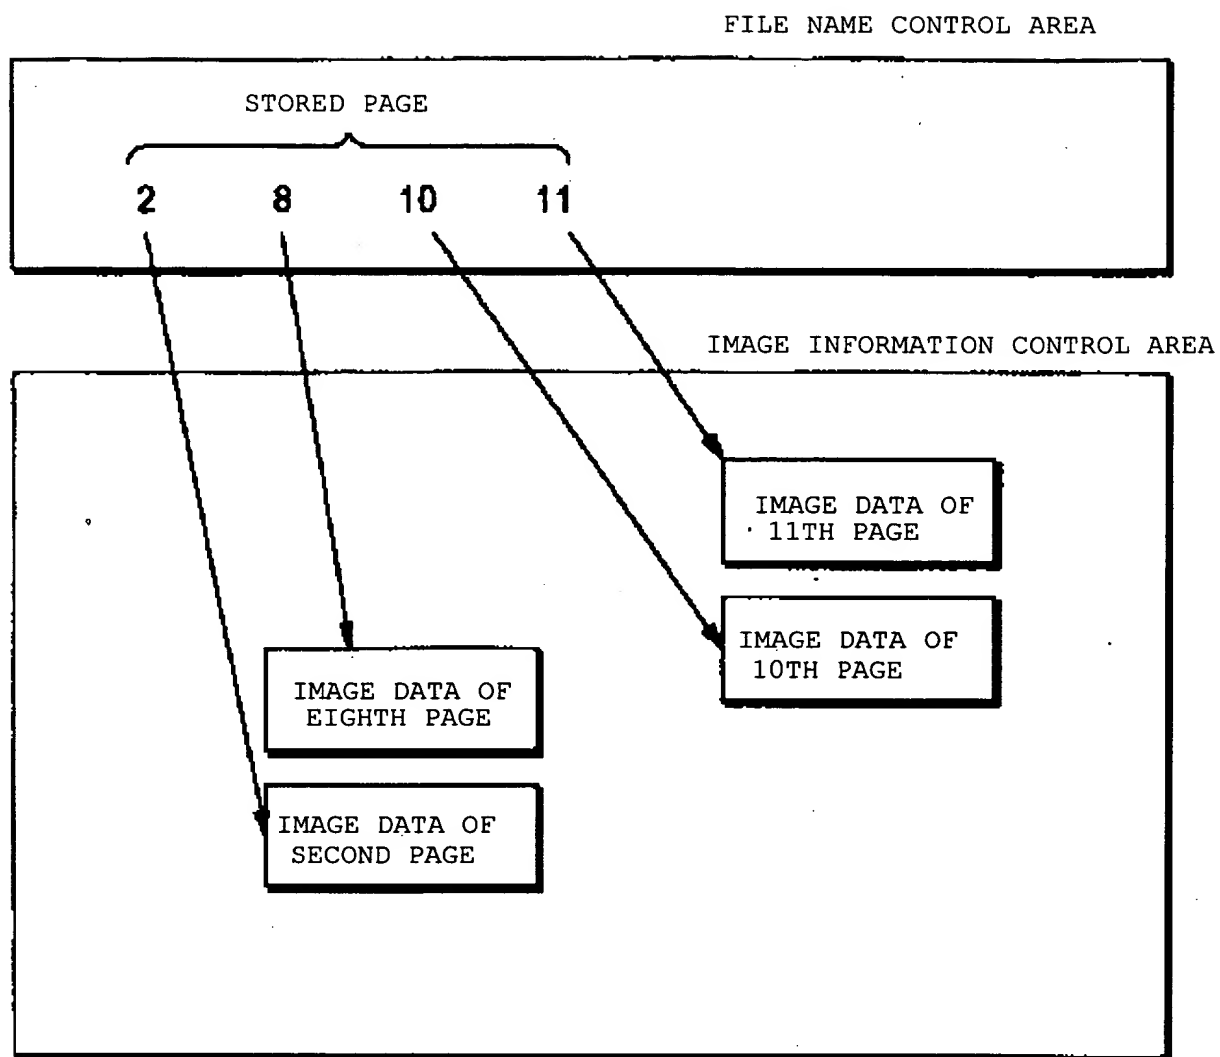 FILE NAME CONTROL AREA
STORED PAGE
2 8 10 11
IMAGE INFORMATION CONTROL AREA
IMAGE DATA OF
11TH PAGE
IMAGE DATA OF
10TH PAGE
IMAGE DATA OF
EIGHTH PAGE
IMAGE DATA OF
SECOND PAGE